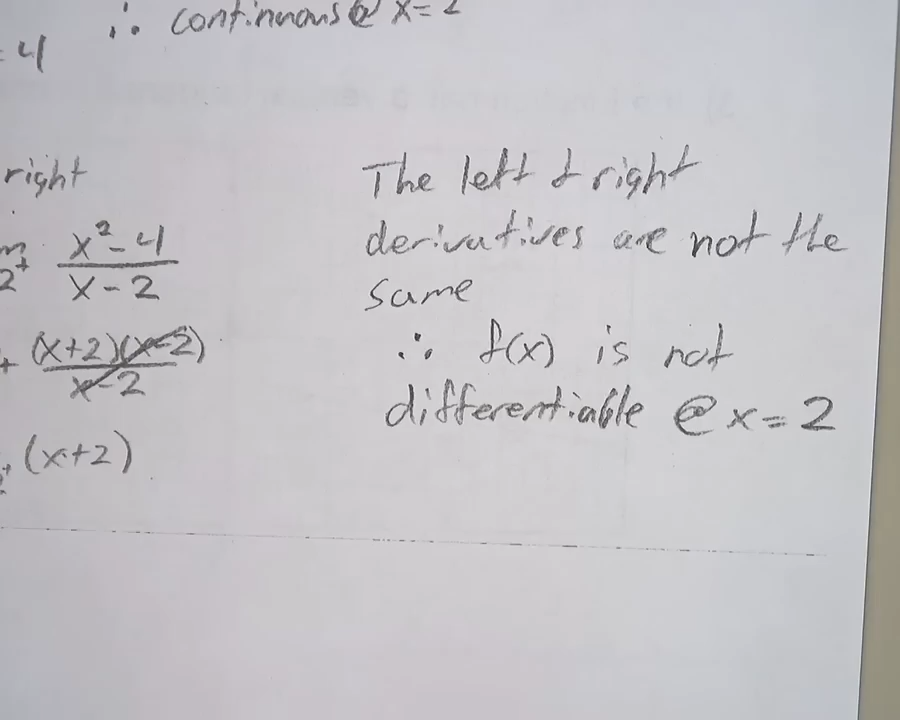 ∴ continuous @ x = 2
= 4
right
x² - 4
x - 2
2⁺
(x+2)(x-2)
x - 2
(x+2)
The left & right
derivatives are not the
same
∴ f(x) is not
differentiable @ x = 2